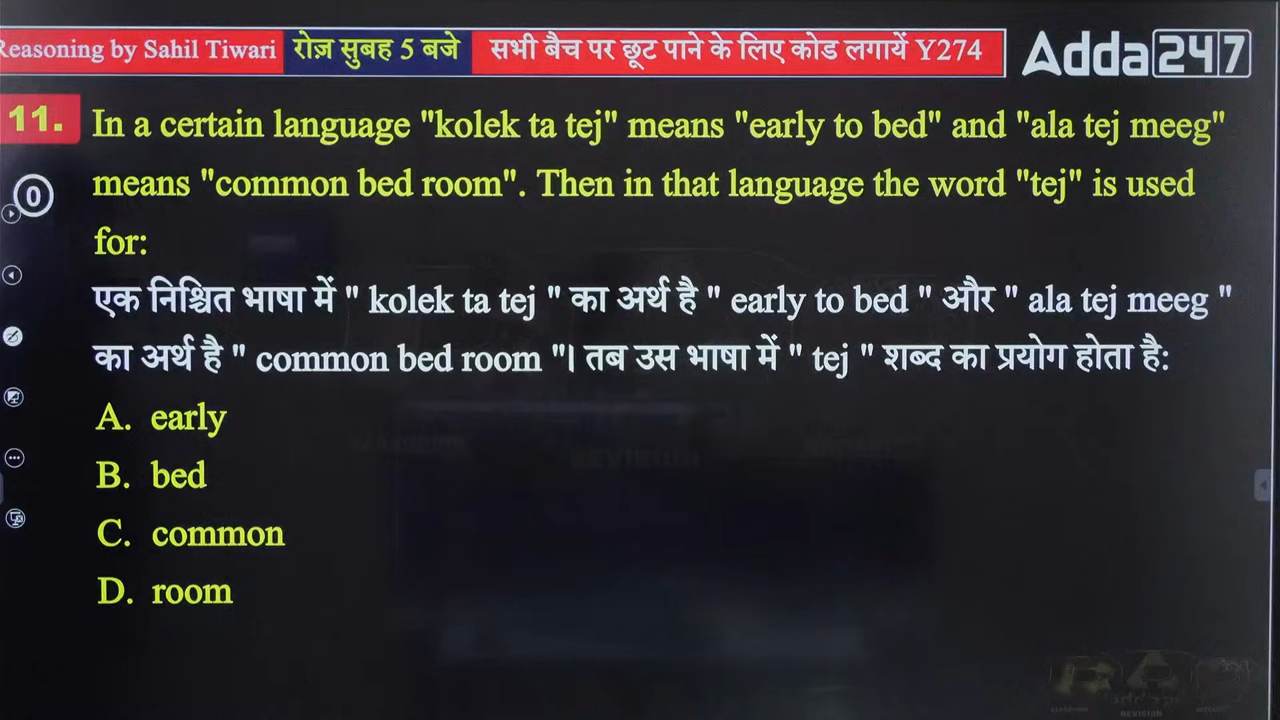 Reasoning by Sahil Tiwari रोज़ सुबह 5 बजे सभी बैच पर छूट पाने के लिए कोड लगायें Y274 Adda247
11. In a certain language "kolek ta tej" means "early to bed" and "ala tej meeg"
0 means "common bed room". Then in that language the word "tej" is used
for:
एक निश्चित भाषा में " kolek ta tej " का अर्थ है " early to bed " और " ala tej meeg "
का अर्थ है " common bed room "। तब उस भाषा में " tej " शब्द का प्रयोग होता है:
A. early
B. bed
C. common
D. room